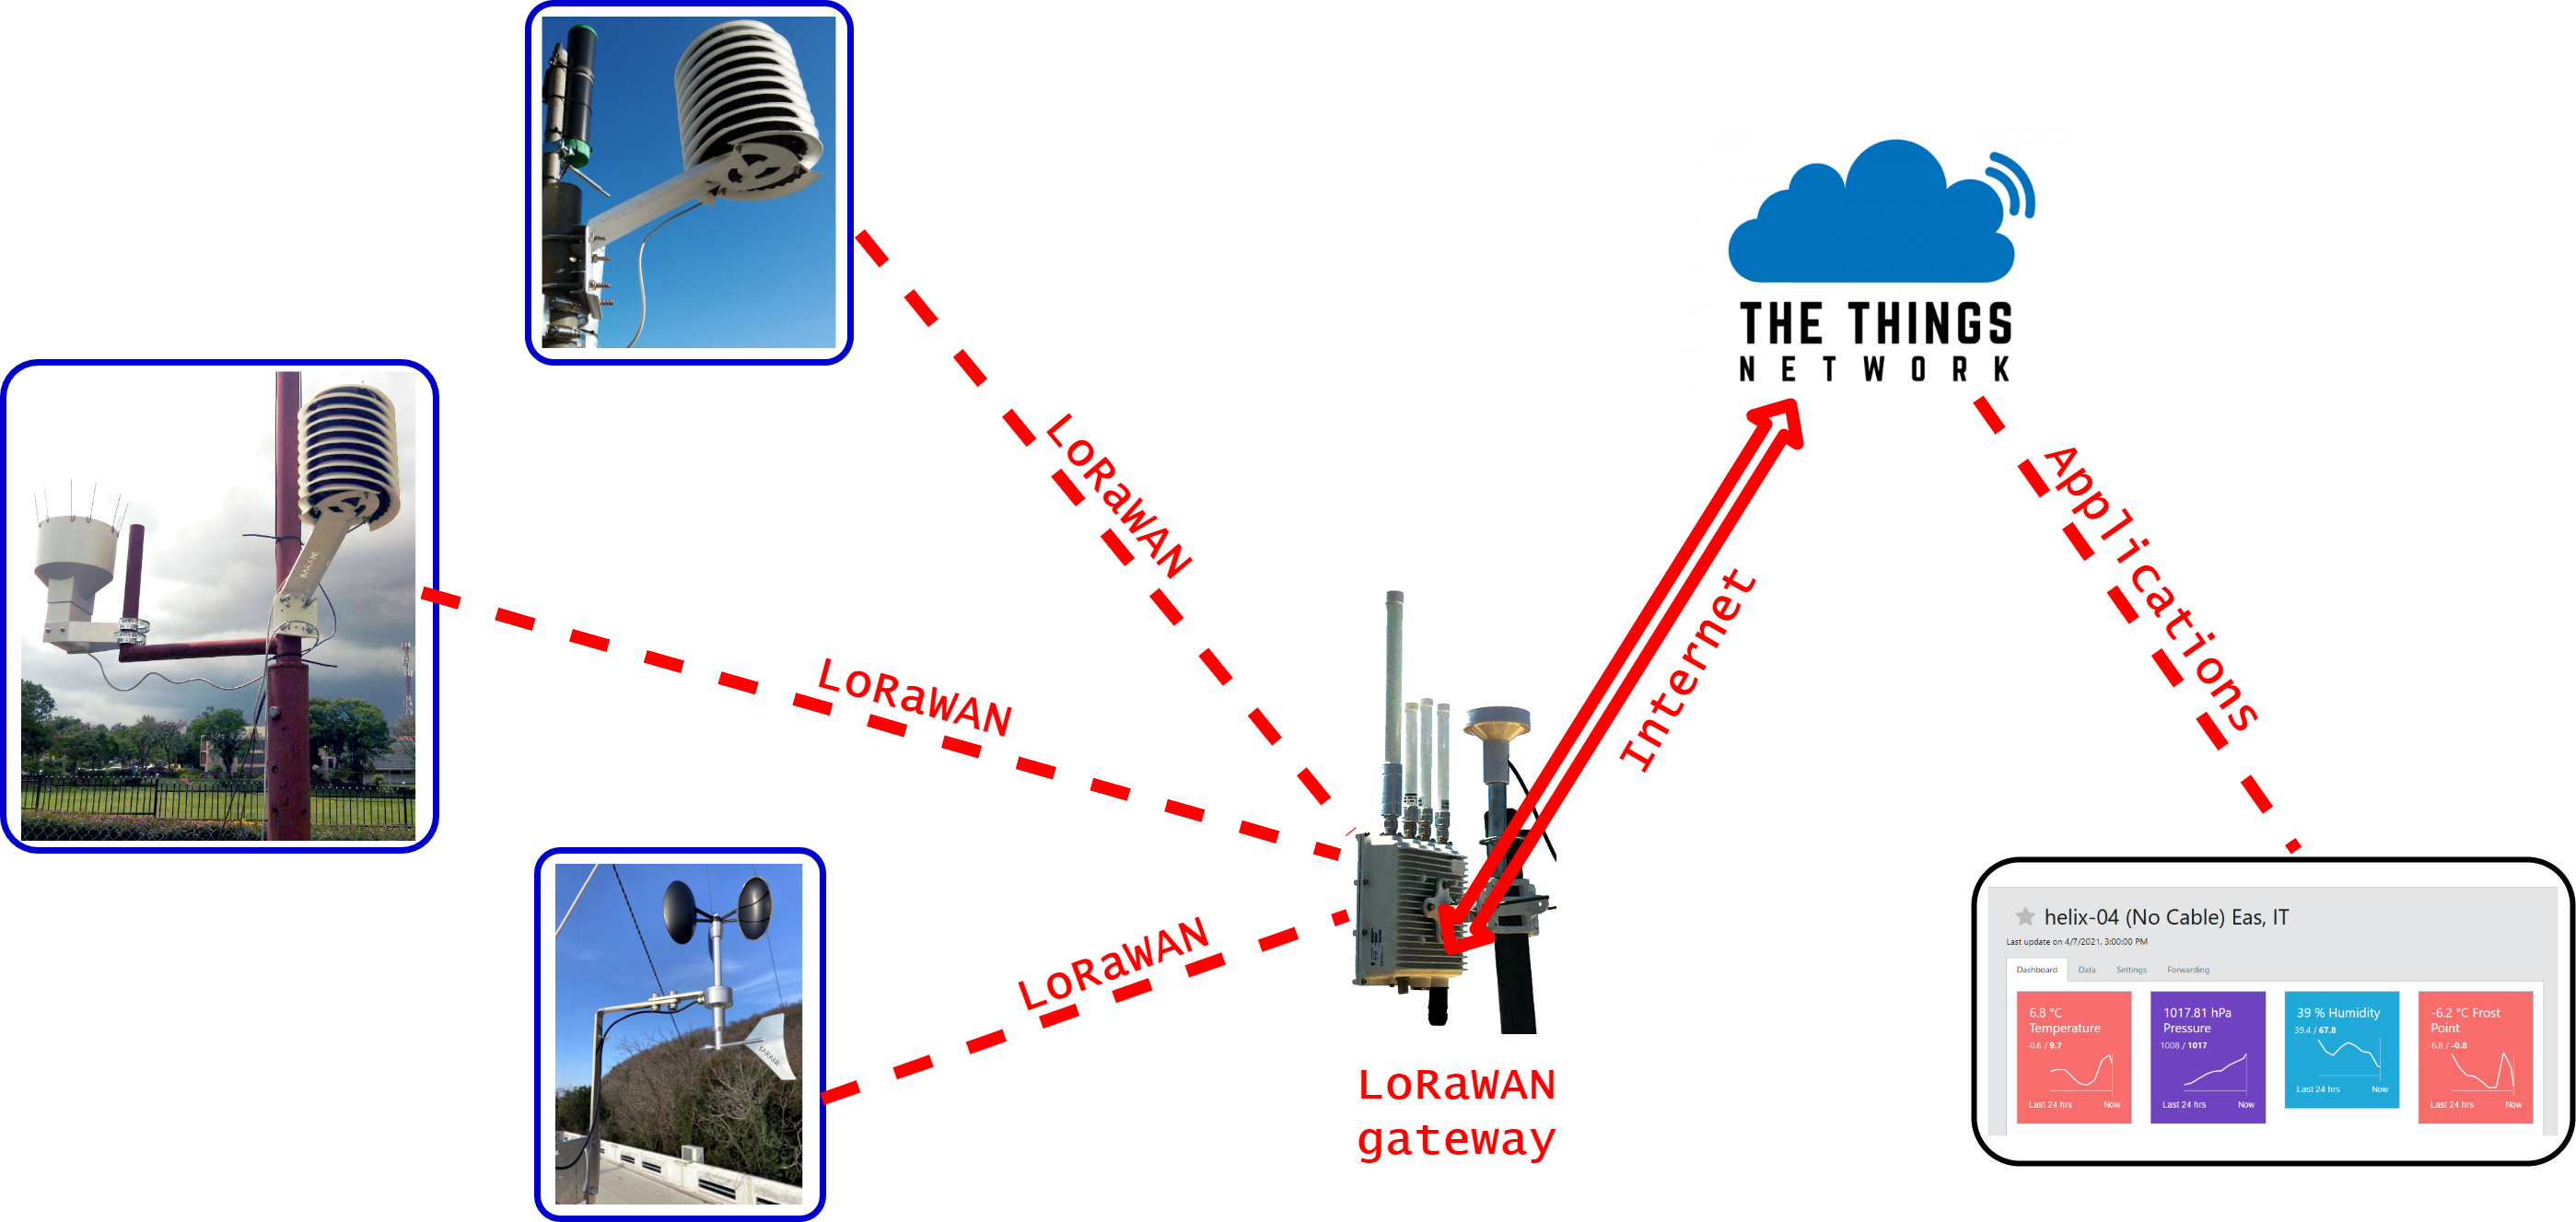 THE THINGS
NETWORK
LoRaWAN
LoRaWAN
LoRaWAN
Internet
Applications
BARANI
BARANI
LoRaWAN
gateway
helix-04 (No Cable) Eas, IT
Last update on 4/7/2021, 3:00:00 PM
Dashboard Data Settings Forwarding
6.8 °C
Temperature
-0.6 / 9.7
Last 24 hrs Now
1017.81 hPa
Pressure
1008 / 1017
Last 24 hrs Now
39 % Humidity
39.4 / 67.8
Last 24 hrs Now
-6.2 °C Frost
Point
-6.8 / -0.8
Last 24 hrs Now